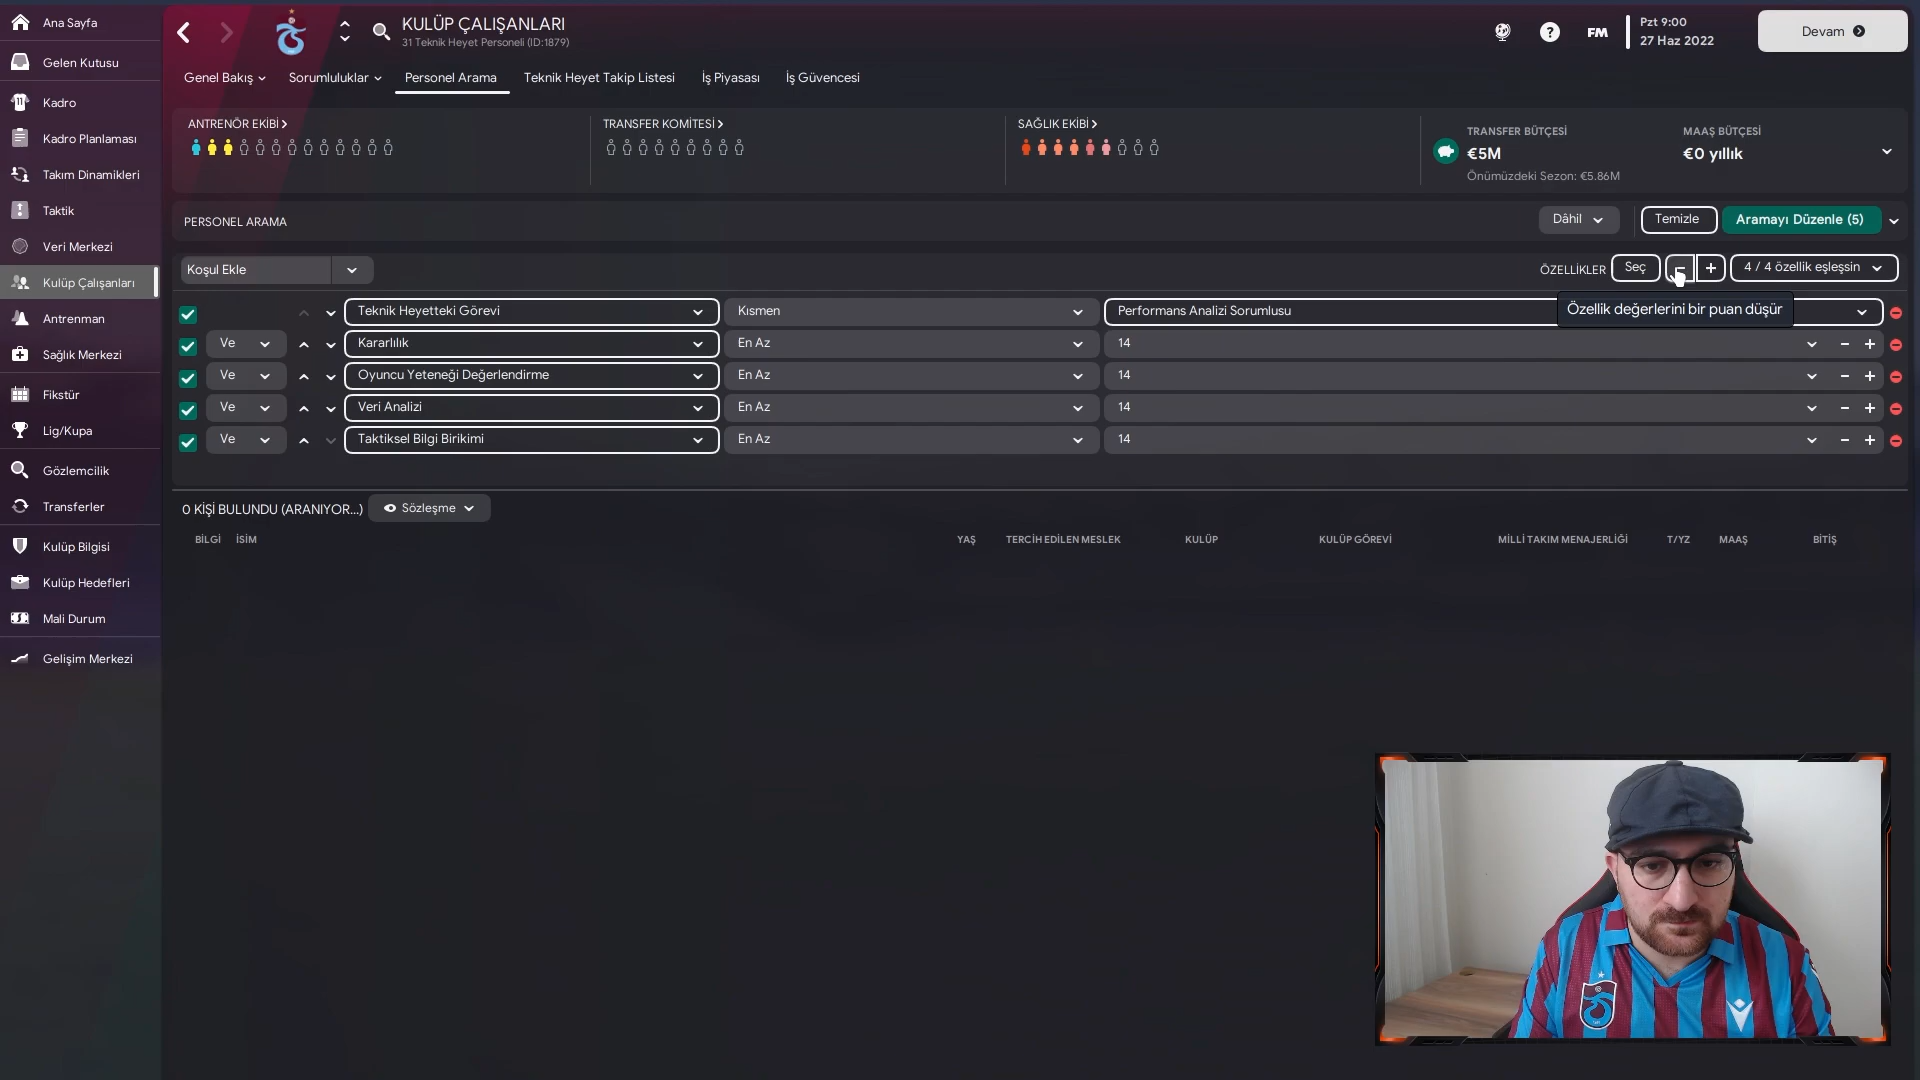 Ana Sayfa
Gelen Kutusu
Kadro
Kadro Planlaması
Takım Dinamikleri
Taktik
Veri Merkezi
Kulüp Çalışanları
Antrenman
Sağlık Merkezi
Fikstür
Lig/Kupa
Gözlemcilik
Transferler
Kulüp Bilgisi
Kulüp Hedefleri
Mali Durum
Gelişim Merkezi
KULÜP ÇALIŞANLARI
31 Teknik Heyet Personeli (ID:1879)
FM
Pzt 9:00
27 Haz 2022
Devam
Genel Bakış
Sorumluluklar
Personel Arama
Teknik Heyet Takip Listesi
İş Piyasası
İş Güvencesi
ANTRENÖR EKİBİ
TRANSFER KOMİTESİ
SAĞLIK EKİBİ
TRANSFER BÜTÇESİ
€5M
Önümüzdeki Sezon: €5.86M
MAAŞ BÜTÇESİ
€0 yıllık
PERSONEL ARAMA
Dâhil
Temizle
Aramayı Düzenle (5)
Koşul Ekle
ÖZELLİKLER
Seç
- +
4 / 4 özellik eşleşsin
Teknik Heyetteki Görevi
Kısmen
Performans Analizi Sorumlusu
Özellik değerlerini bir puan düşür
Ve Kararlılık En Az 14 - +
Ve Oyuncu Yeteneği Değerlendirme En Az 14 - +
Ve Veri Analizi En Az 14 - +
Ve Taktiksel Bilgi Birikimi En Az 14 - +
0 KİŞİ BULUNDU (ARANIYOR...)
Sözleşme
BİLGİ İSİM YAŞ TERCİH EDİLEN MESLEK KULÜP KULÜP GÖREVİ MİLLİ TAKIM MENAJERLİĞİ T/YZ MAAŞ BİTİŞ